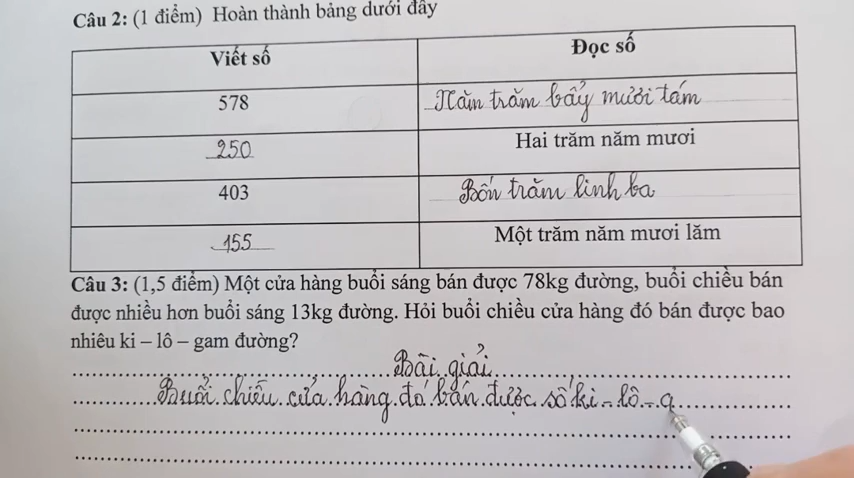 Câu 2: (1 điểm) Hoàn thành bảng dưới đây
Viết số Đọc số
578 Năm trăm bảy mươi tám
250 Hai trăm năm mươi
403 Bốn trăm linh ba
155 Một trăm năm mươi lăm
Câu 3: (1,5 điểm) Một cửa hàng buổi sáng bán được 78kg đường, buổi chiều bán
được nhiều hơn buổi sáng 13kg đường. Hỏi buổi chiều cửa hàng đó bán được bao
nhiêu ki – lô – gam đường?
Bài giải
Buổi chiều cửa hàng đó bán được số ki - lô - g